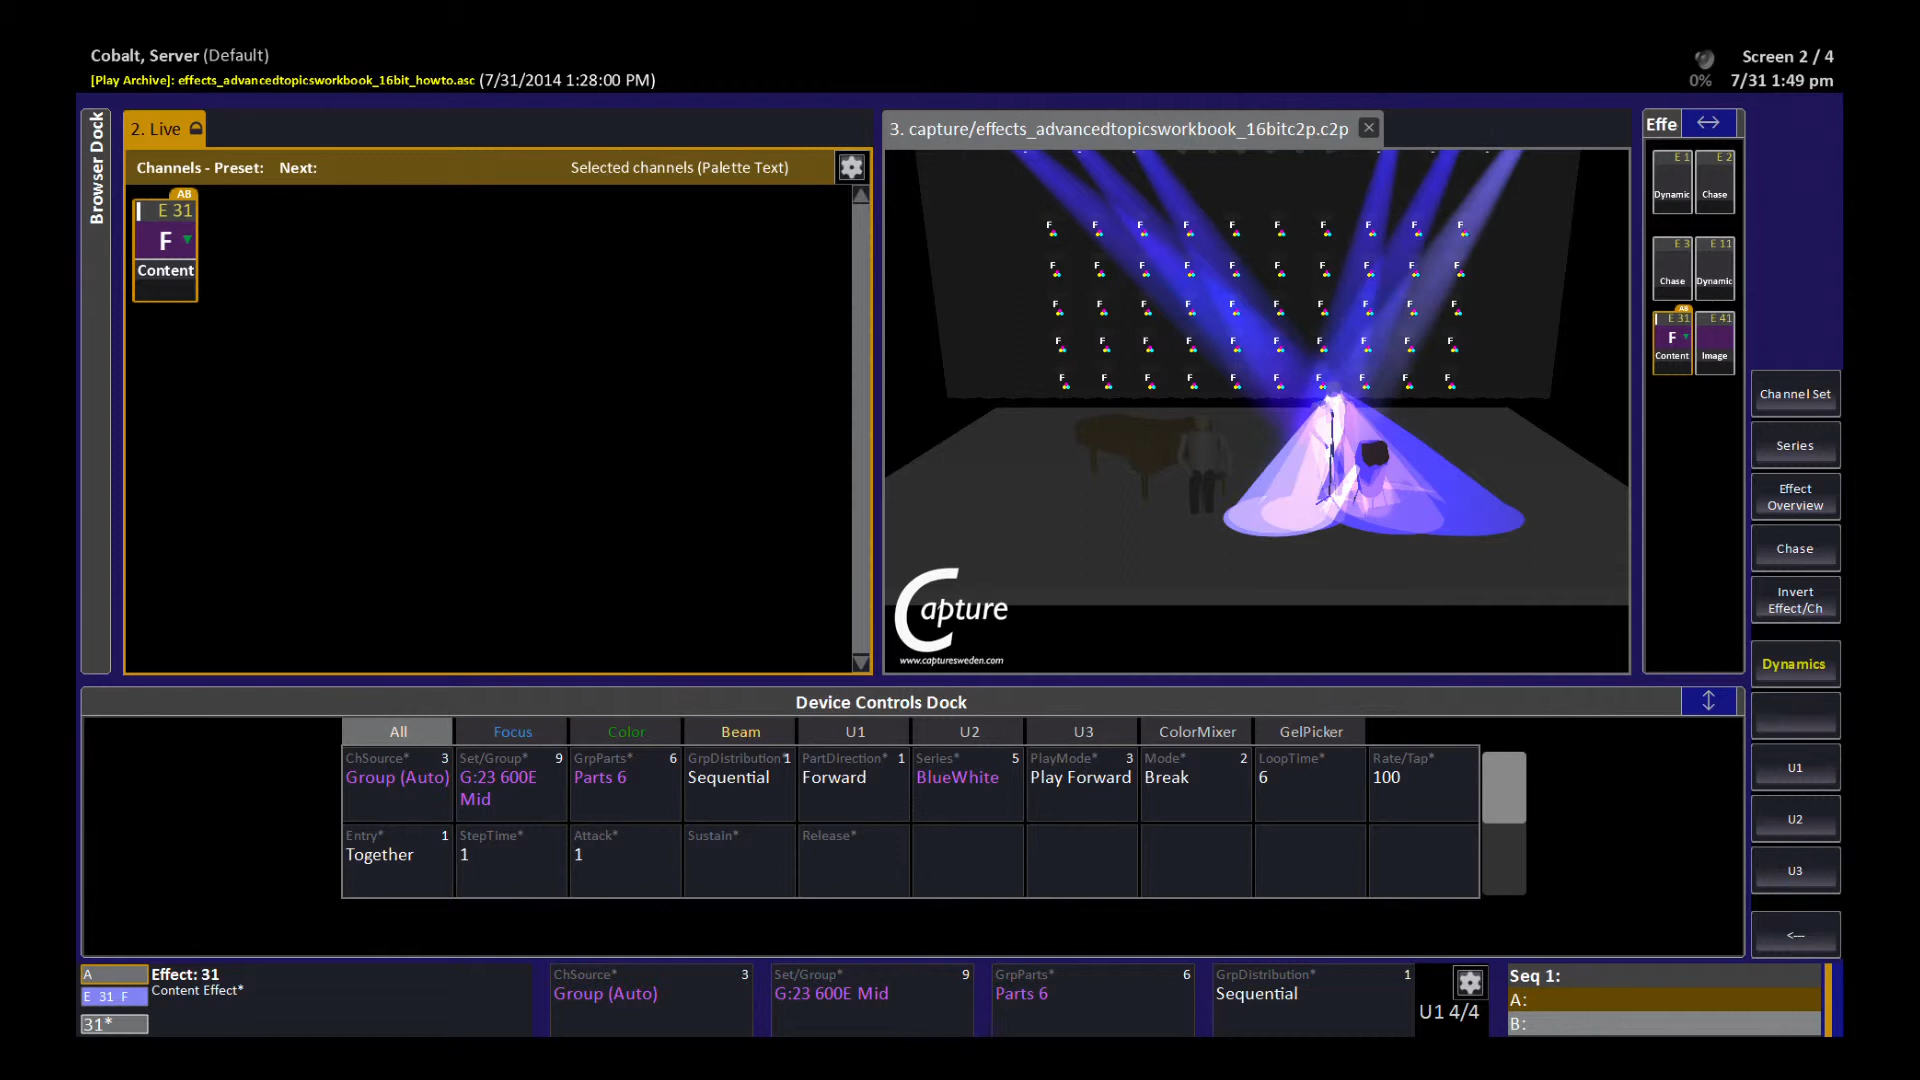 Cobalt, Server (Default)
[Play Archive]: effects_advancedtopicsworkbook_16bit_howto.asc (7/31/2014 1:28:00 PM)
Screen 2 / 4
0% 7/31 1:49 pm
Browser Dock
2. Live
3. capture/effects_advancedtopicsworkbook_16bitc2p.c2p
Effe
Channels - Preset: Next: Selected channels (Palette Text)
AB
E 31
F
Content
F F F F F F F F F F
F F F F F F F F F F
F F F F F F F F F F
F F F F F F F F F F
F F F F F F F F F F
Capture
www.capturesweden.com
E 1 E 2
Dynamic Chase
E 3 E 11
Chase Dynamic
AB
E 31 E 41
F
Content Image
Channel Set
Series
Effect
Overview
Chase
Invert
Effect/Ch
Dynamics
U1
U2
U3
<---
Device Controls Dock
All Focus Color Beam U1 U2 U3 ColorMixer GelPicker
ChSource* 3 Set/Group* 9 GrpParts* 6 GrpDistribution* 1 PartDirection* 1 Series* 5 PlayMode* 3 Mode* 2 LoopTime* Rate/Tap*
Group (Auto) G:23 600E Parts 6 Sequential Forward BlueWhite Play Forward Break 6 100
Mid
Entry* 1 StepTime* Attack* Sustain* Release*
Together 1 1
A
E 31 F
31*
Effect: 31
Content Effect*
ChSource* 3 Set/Group* 9 GrpParts* 6 GrpDistribution* 1
Group (Auto) G:23 600E Mid Parts 6 Sequential
U1 4/4
Seq 1:
A:
B: